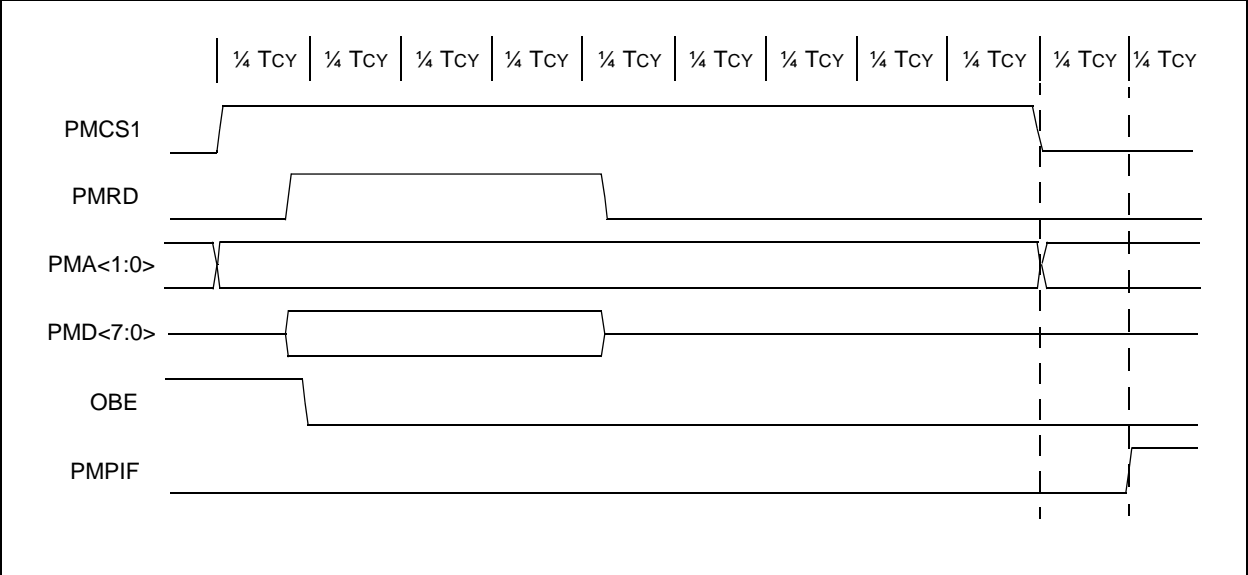 ¼ TCY ¼ TCY ¼ TCY ¼ TCY ¼ TCY ¼ TCY ¼ TCY ¼ TCY ¼ TCY ¼ TCY ¼ TCY
PMCS1
PMRD
PMA<1:0>
PMD<7:0>
OBE
PMPIF